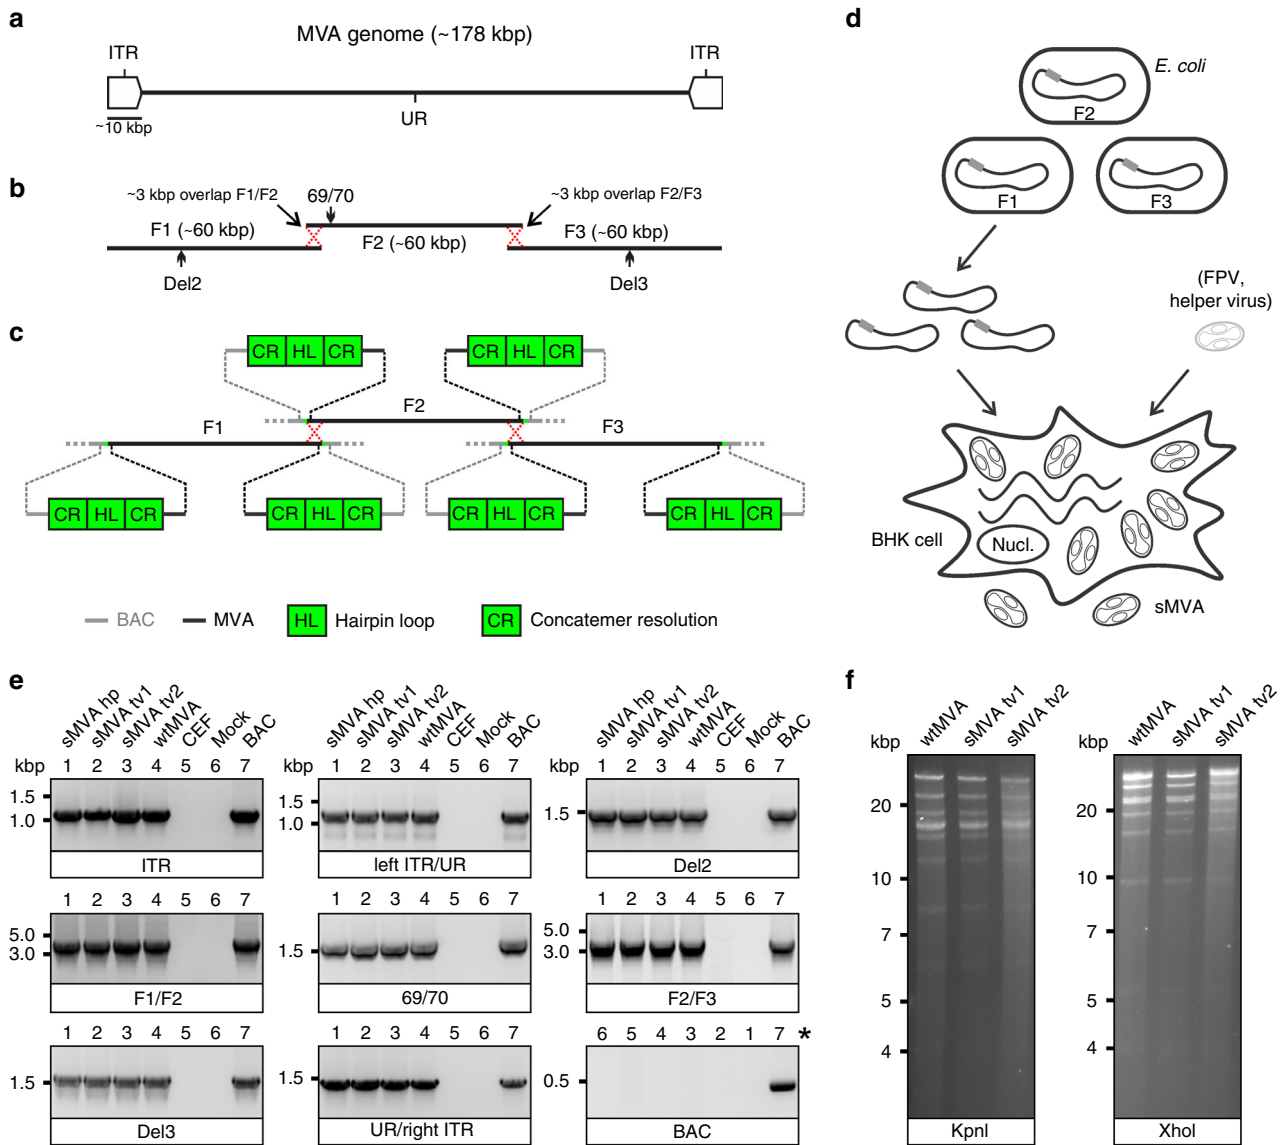 a
MVA genome (~178 kbp)
ITR
ITR
UR
~10 kbp
b
~3 kbp overlap F1/F2
69/70
~3 kbp overlap F2/F3
F1 (~60 kbp)
F2 (~60 kbp)
F3 (~60 kbp)
Del2
Del3
c
CR HL CR
CR HL CR
F2
F1
F3
CR HL CR
CR HL CR
CR HL CR
CR HL CR
BAC
MVA
HL Hairpin loop
CR Concatemer resolution
d
E. coli
F2
F1
F3
(FPV,
helper virus)
BHK cell
Nucl.
sMVA
e
sMVA hp
sMVA tv1
sMVA tv2
wtMVA
CEF
Mock
BAC
kbp 1 2 3 4 5 6 7
1.5
1.0
ITR
sMVA hp
sMVA tv1
sMVA tv2
wtMVA
CEF
Mock
BAC
kbp 1 2 3 4 5 6 7
1.5
1.0
left ITR/UR
sMVA hp
sMVA tv1
sMVA tv2
wtMVA
CEF
Mock
BAC
kbp 1 2 3 4 5 6 7
1.5
Del2
1 2 3 4 5 6 7
5.0
3.0
F1/F2
1 2 3 4 5 6 7
1.5
69/70
1 2 3 4 5 6 7
5.0
3.0
F2/F3
1 2 3 4 5 6 7
1.5
Del3
1 2 3 4 5 6 7
1.5
UR/right ITR
6 5 4 3 2 1 7 *
0.5
BAC
f
wtMVA
sMVA tv1
sMVA tv2
kbp
20
10
7
5
4
KpnI
wtMVA
sMVA tv1
sMVA tv2
kbp
20
10
7
5
4
XhoI